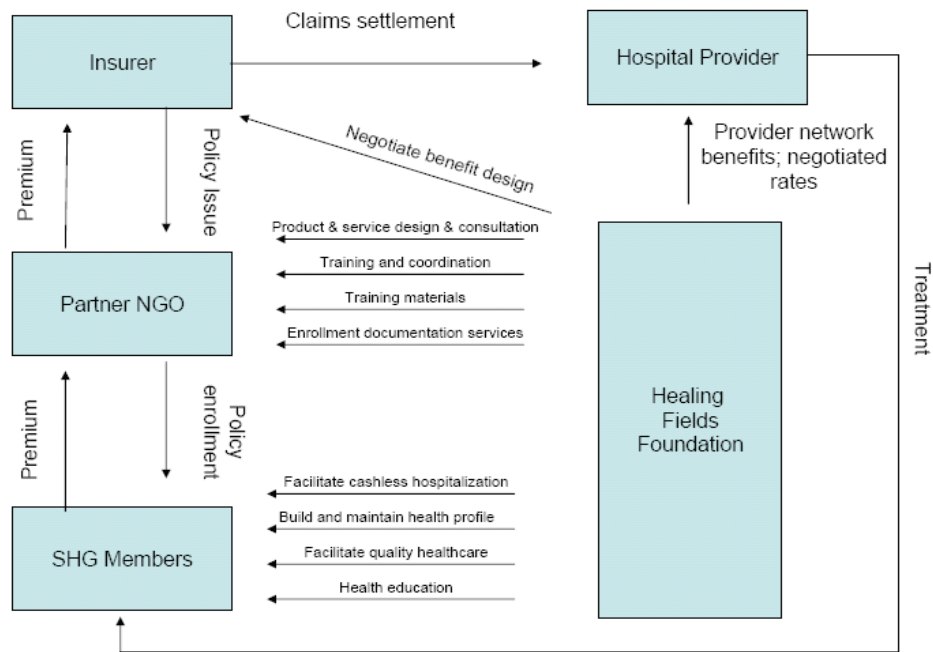 Claims settlement
Insurer
Hospital Provider
Negotiate benefit design
Provider network
benefits; negotiated
rates
Premium
Policy Issue
Product & service design & consultation
Training and coordination
Training materials
Enrollment documentation services
Partner NGO
Treatment
Healing
Fields
Foundation
Premium
Policy
enrollment
Facilitate cashless hospitalization
Build and maintain health profile
Facilitate quality healthcare
Health education
SHG Members